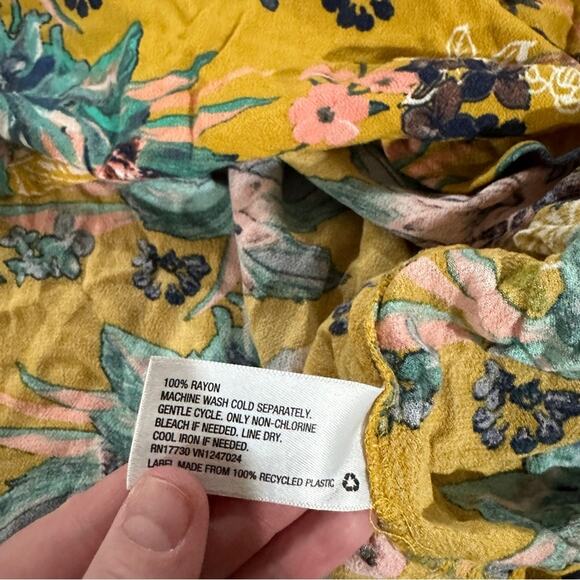 100% RAYON
MACHINE WASH COLD SEPARATELY.
GENTLE CYCLE. ONLY NON-CHLORINE
BLEACH IF NEEDED. LINE DRY.
COOL IRON IF NEEDED.
RN17730 VN1247024
LABEL MADE FROM 100% RECYCLED PLASTIC